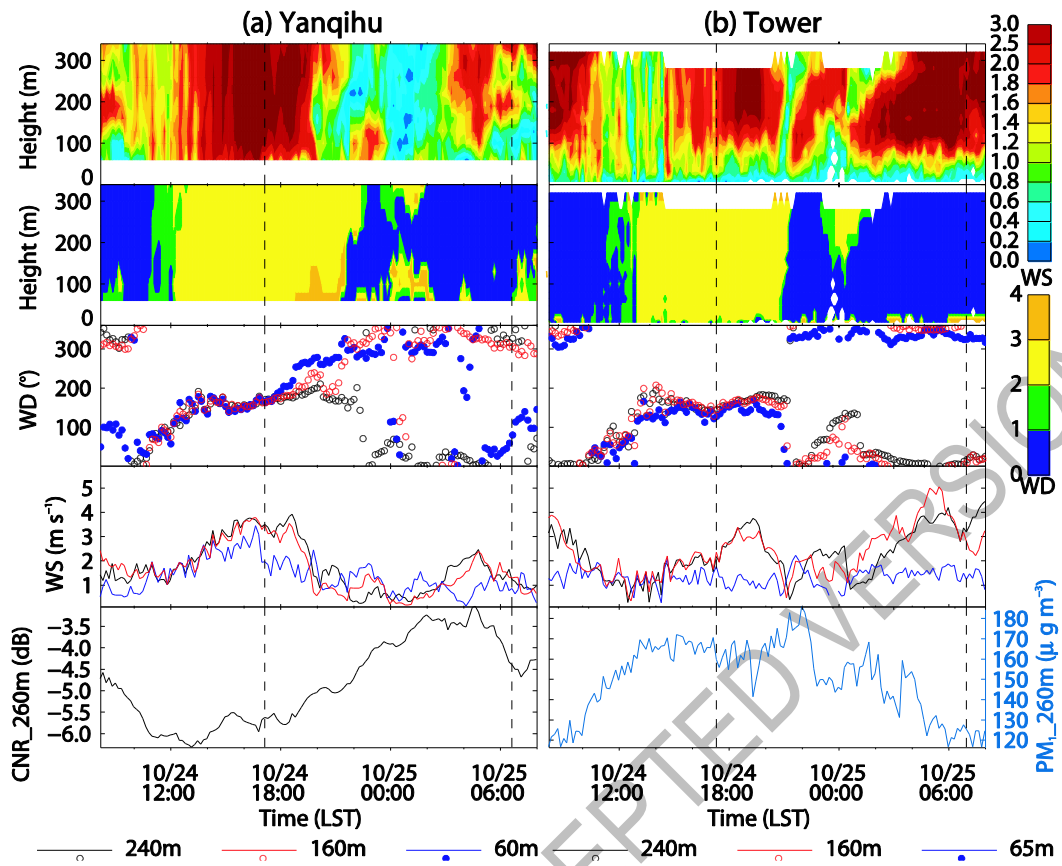 (a) Yanqihu
(b) Tower
Height (m)
300
200
100
0
3.0
2.5
2.0
1.8
1.6
1.4
1.2
1.0
0.8
0.6
0.4
0.2
0.0
WS
Height (m)
300
200
100
0
4
3
2
1
0
WD
WD (°)
300
200
100
WS (m s⁻¹)
5
4
3
2
1
CNR_260m (dB)
−3.5
−4.0
−4.5
−5.0
−5.5
−6.0
180
170
160
150
140
130
120
PM₁_260m (μ g m⁻³)
10/24 10/24 10/25 10/25
12:00 18:00 00:00 06:00
Time (LST)
10/24 10/24 10/25 10/25
12:00 18:00 00:00 06:00
Time (LST)
240m 160m 60m 240m 160m 65m
EPTED VERSION